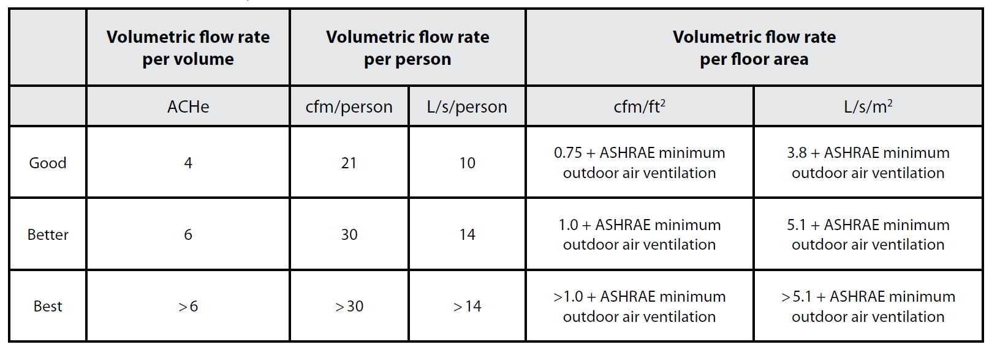 Volumetric flow rate
per volume
Volumetric flow rate
per person
Volumetric flow rate
per floor area
ACHe
cfm/person
L/s/person
cfm/ft²
L/s/m²
Good
4
21
10
0.75 + ASHRAE minimum
outdoor air ventilation
3.8 + ASHRAE minimum
outdoor air ventilation
Better
6
30
14
1.0 + ASHRAE minimum
outdoor air ventilation
5.1 + ASHRAE minimum
outdoor air ventilation
Best
>6
>30
>14
>1.0 + ASHRAE minimum
outdoor air ventilation
>5.1 + ASHRAE minimum
outdoor air ventilation